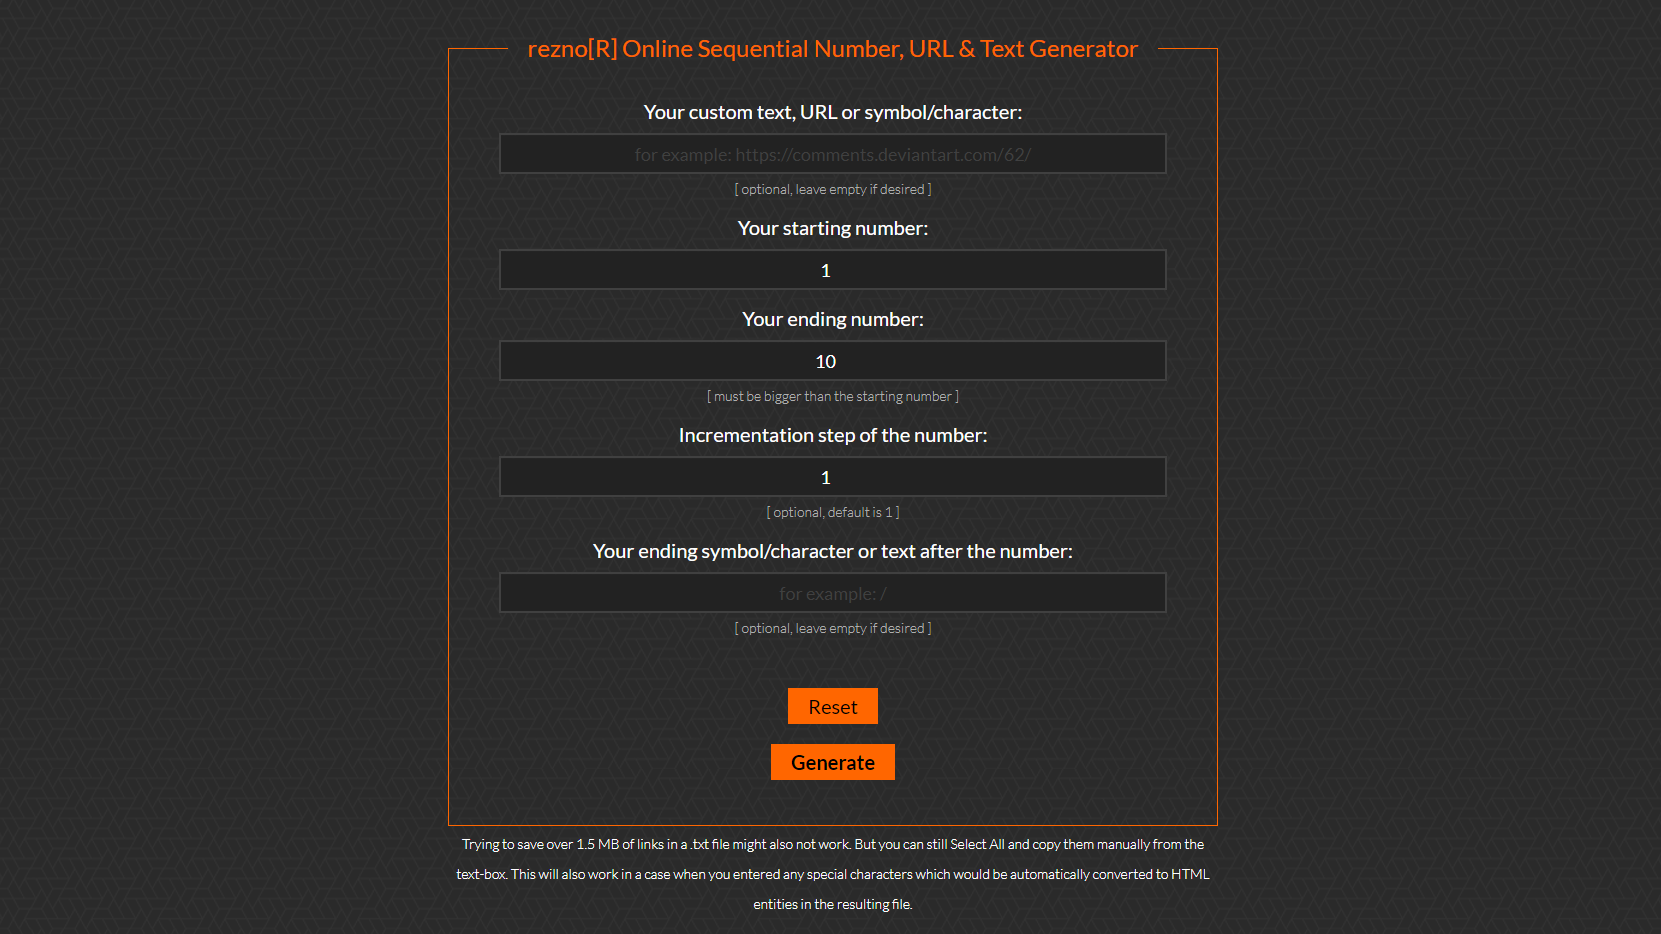 rezno[R] Online Sequential Number, URL & Text Generator
Your custom text, URL or symbol/character:
for example: https://comments.deviantart.com/62/
[ optional, leave empty if desired ]
Your starting number:
1
Your ending number:
10
[ must be bigger than the starting number ]
Incrementation step of the number:
1
[ optional, default is 1 ]
Your ending symbol/character or text after the number:
for example: /
[ optional, leave empty if desired ]
Reset
Generate
Trying to save over 1.5 MB of links in a .txt file might also not work. But you can still Select All and copy them manually from the
text-box. This will also work in a case when you entered any special characters which would be automatically converted to HTML
entities in the resulting file.